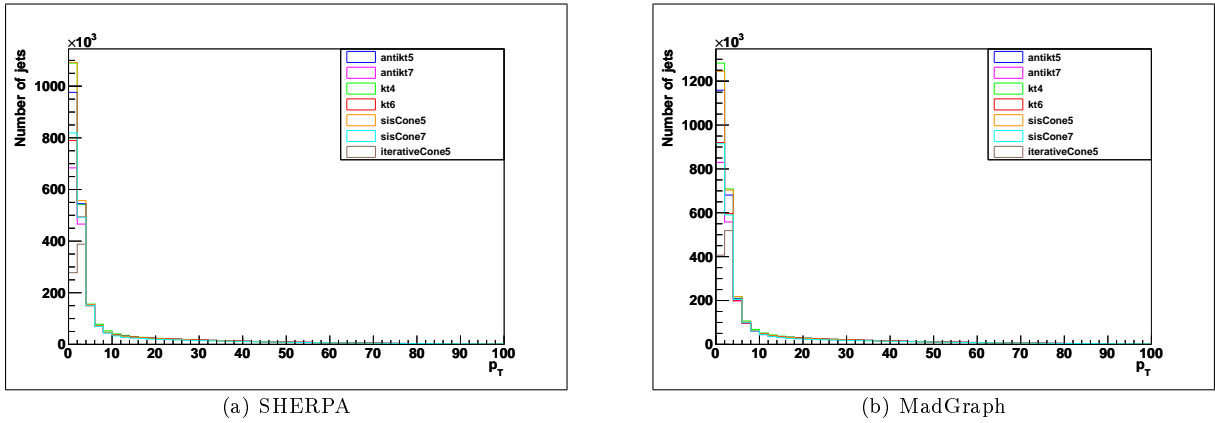 ×10³
Number of jets
1000
800
600
400
200
0
0 10 20 30 40 50 60 70 80 90 100
p_T
antikt5
antikt7
kt4
kt6
sisCone5
sisCone7
iterativeCone5
(a) SHERPA
×10³
Number of jets
1200
1000
800
600
400
200
0
0 10 20 30 40 50 60 70 80 90 100
p_T
antikt5
antikt7
kt4
kt6
sisCone5
sisCone7
iterativeCone5
(b) MadGraph